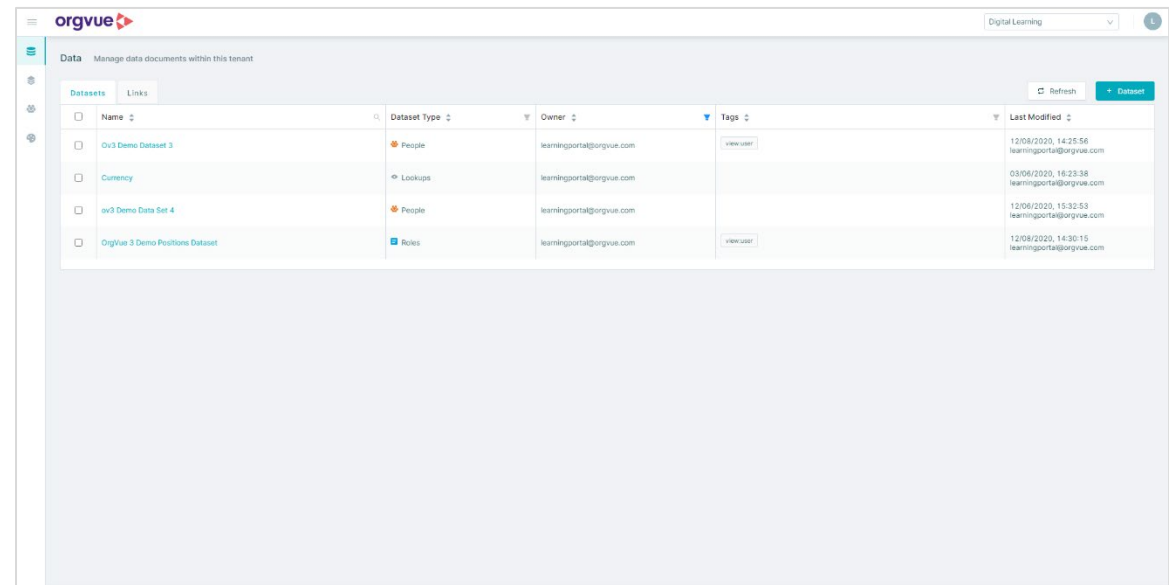 orgvue
Digital Learning
L
Data Manage data documents within this tenant
Datasets Links
Refresh + Dataset
Name Dataset Type Owner Tags Last Modified
Ov3 Demo Dataset 3 People learningportal@orgvue.com view:user 12/08/2020, 14:25:56
learningportal@orgvue.com
Currency Lookups learningportal@orgvue.com 03/06/2020, 16:23:38
learningportal@orgvue.com
ov3 Demo Data Set 4 People learningportal@orgvue.com 12/06/2020, 15:32:53
learningportal@orgvue.com
OrgVue 3 Demo Positions Dataset Roles learningportal@orgvue.com view:user 12/08/2020, 14:30:15
learningportal@orgvue.com